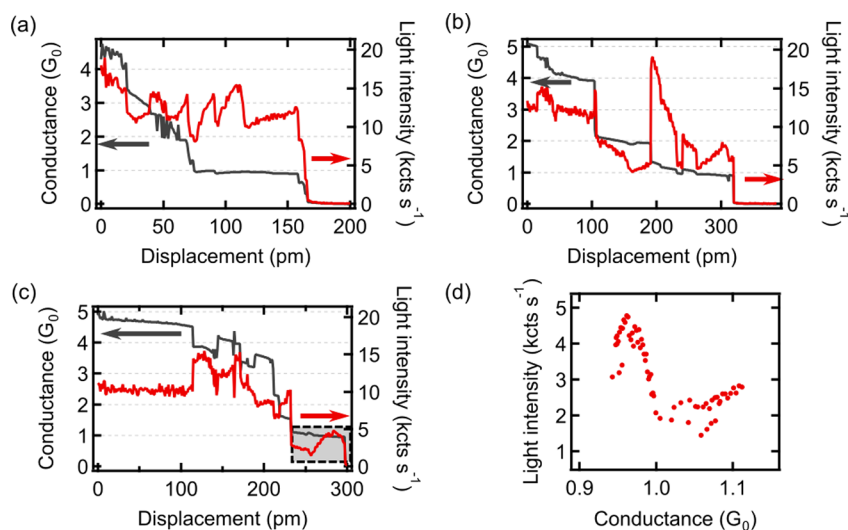 (a)
Conductance (G0)
4
3
2
1
0
0 50 100 150 200
Displacement (pm)
20
15
10
5
0
Light intensity (kcts s-1)
(b)
Conductance (G0)
5
4
3
2
1
0
0 100 200 300
Displacement (pm)
20
15
10
5
0
Light intensity (kcts s-1)
(c)
Conductance (G0)
5
4
3
2
1
0
0 100 200 300
Displacement (pm)
20
15
10
5
0
Light intensity (kcts s-1)
(d)
Light intensity (kcts s-1)
5
4
3
2
1
0
0.9 1.0 1.1
Conductance (G0)